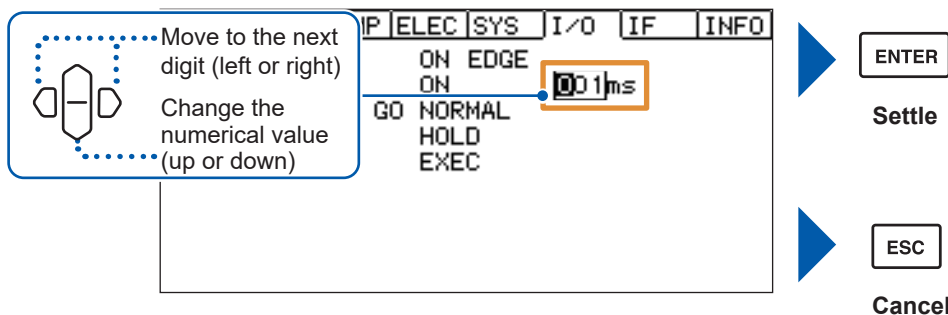 Move to the next
digit (left or right)
Change the
numerical value
(up or down)
ELEC SYS I/O IF INFO
ON EDGE
ON 001ms
GO NORMAL
HOLD
EXEC
ENTER
Settle
ESC
Cancel